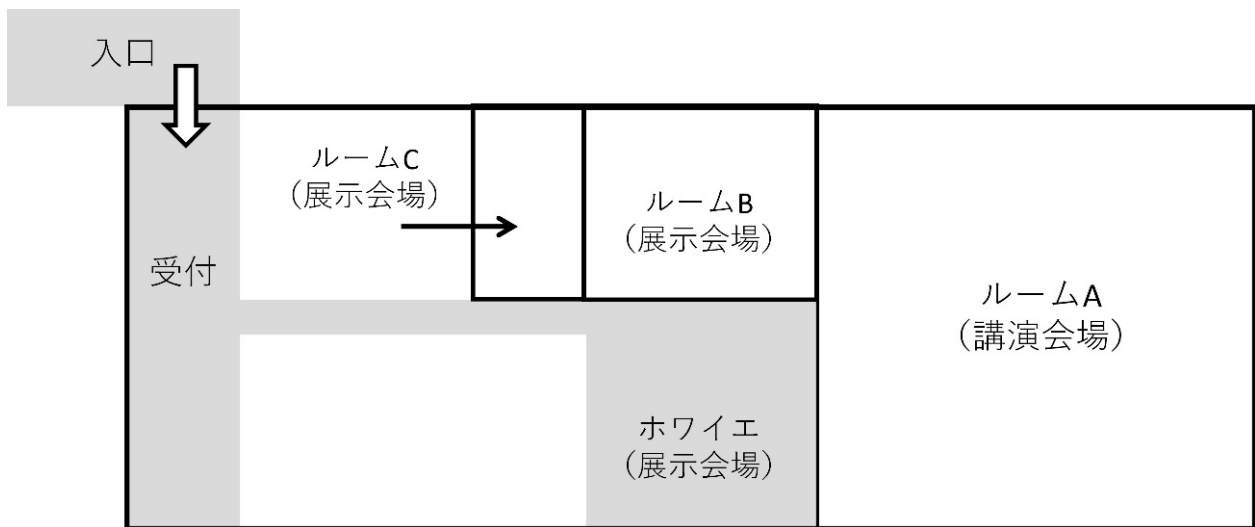 入口
ルームC
（展示会場）
ルームB
（展示会場）
受付
ルームA
（講演会場）
ホワイエ
（展示会場）